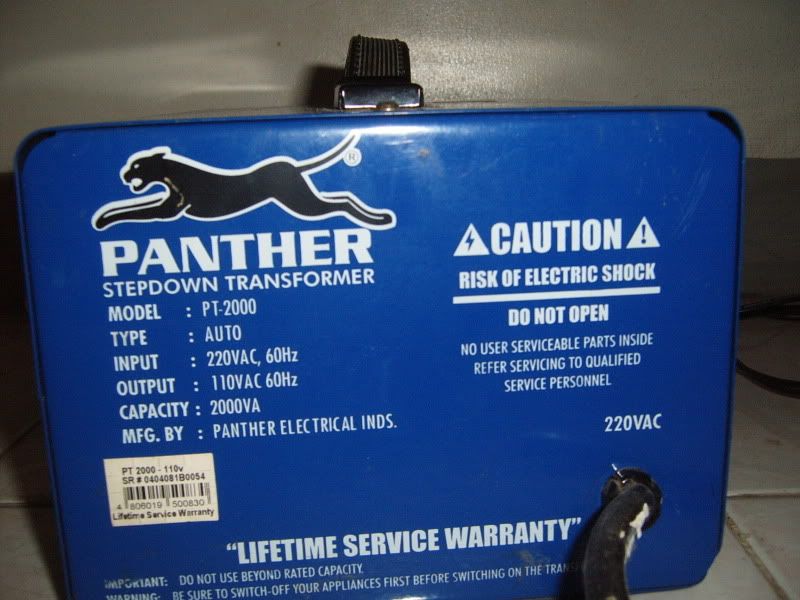 ®
PANTHER
STEPDOWN TRANSFORMER
MODEL : PT-2000
TYPE : AUTO
INPUT : 220VAC, 60Hz
OUTPUT : 110VAC 60Hz
CAPACITY : 2000VA
MFG. BY : PANTHER ELECTRICAL INDS.
CAUTION
RISK OF ELECTRIC SHOCK
DO NOT OPEN
NO USER SERVICEABLE PARTS INSIDE
REFER SERVICING TO QUALIFIED
SERVICE PERSONNEL
220VAC
PT 2000 - 110v
SR # 0404081B0054
4 806019 500830
Lifetime Service Warranty
"LIFETIME SERVICE WARRANTY"
IMPORTANT: DO NOT USE BEYOND RATED CAPACITY.
WARNING: BE SURE TO SWITCH-OFF YOUR APPLIANCES FIRST BEFORE SWITCHING ON THE